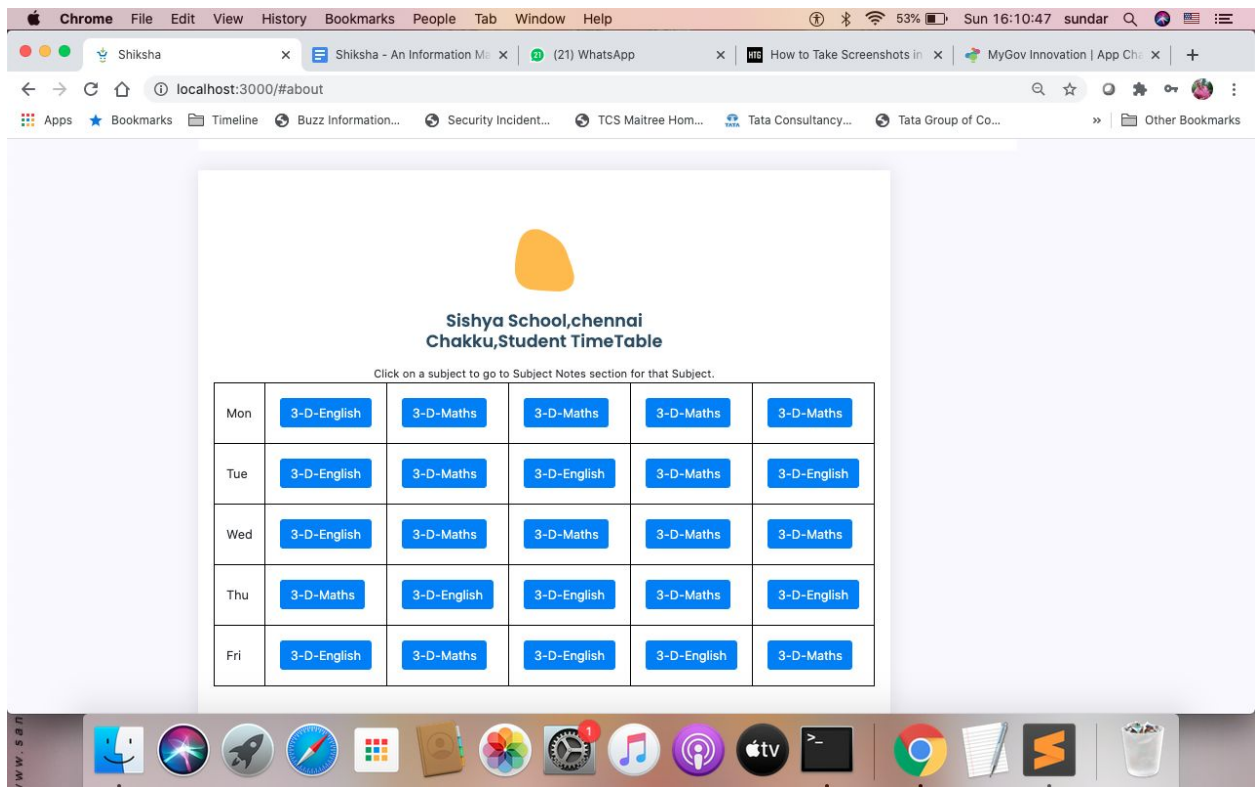 Chrome File Edit View History Bookmarks People Tab Window Help 53% Sun 16:10:47 sundar
Shiksha Shiksha - An Information Ma (21) WhatsApp How to Take Screenshots in MyGov Innovation | App Cha
localhost:3000/#about
Apps Bookmarks Timeline Buzz Information... Security Incident... TCS Maitree Hom... Tata Consultancy... Tata Group of Co... » Other Bookmarks
Sishya School,chennai
Chakku,Student TimeTable
Click on a subject to go to Subject Notes section for that Subject.
Mon 3-D-English 3-D-Maths 3-D-Maths 3-D-Maths 3-D-Maths
Tue 3-D-English 3-D-Maths 3-D-English 3-D-Maths 3-D-English
Wed 3-D-English 3-D-Maths 3-D-Maths 3-D-Maths 3-D-Maths
Thu 3-D-Maths 3-D-English 3-D-English 3-D-Maths 3-D-English
Fri 3-D-English 3-D-Maths 3-D-English 3-D-English 3-D-Maths
1
tv